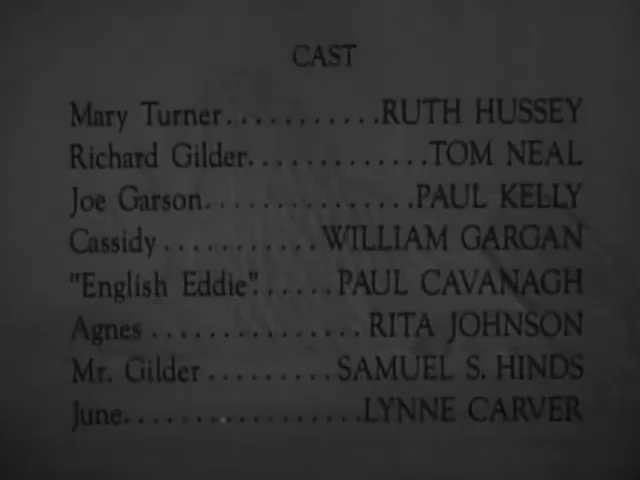 CAST
Mary Turner...........RUTH HUSSEY
Richard Gilder.............TOM NEAL
Joe Garson...............PAUL KELLY
Cassidy...........WILLIAM GARGAN
"English Eddie"......PAUL CAVANAGH
Agnes...............RITA JOHNSON
Mr. Gilder.........SAMUEL S. HINDS
June.................LYNNE CARVER